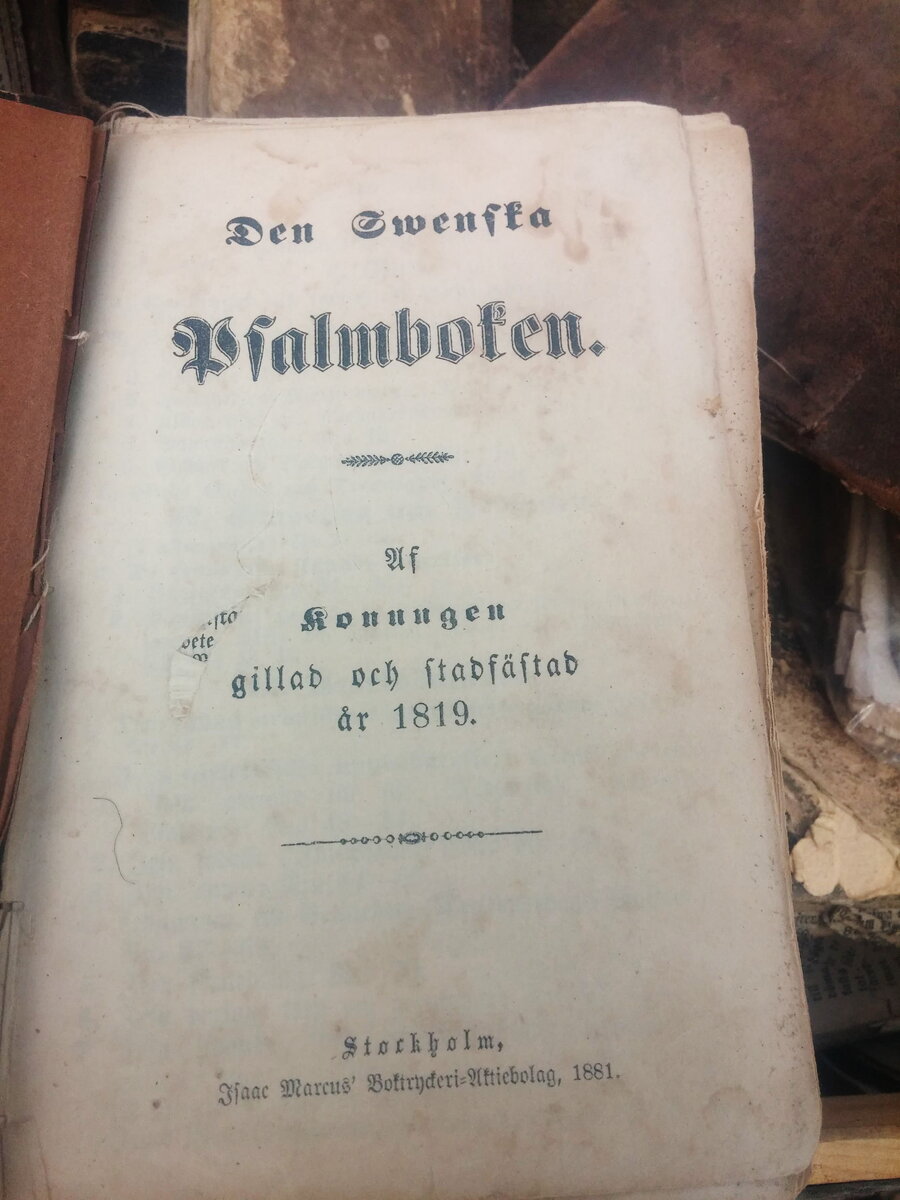 Den Swenska
Psalmboken.
Af
Konungen
gillad och stadfästad
år 1819.
Stockholm,
Isaac Marcus' Boktryckeri-Aktiebolag, 1881.